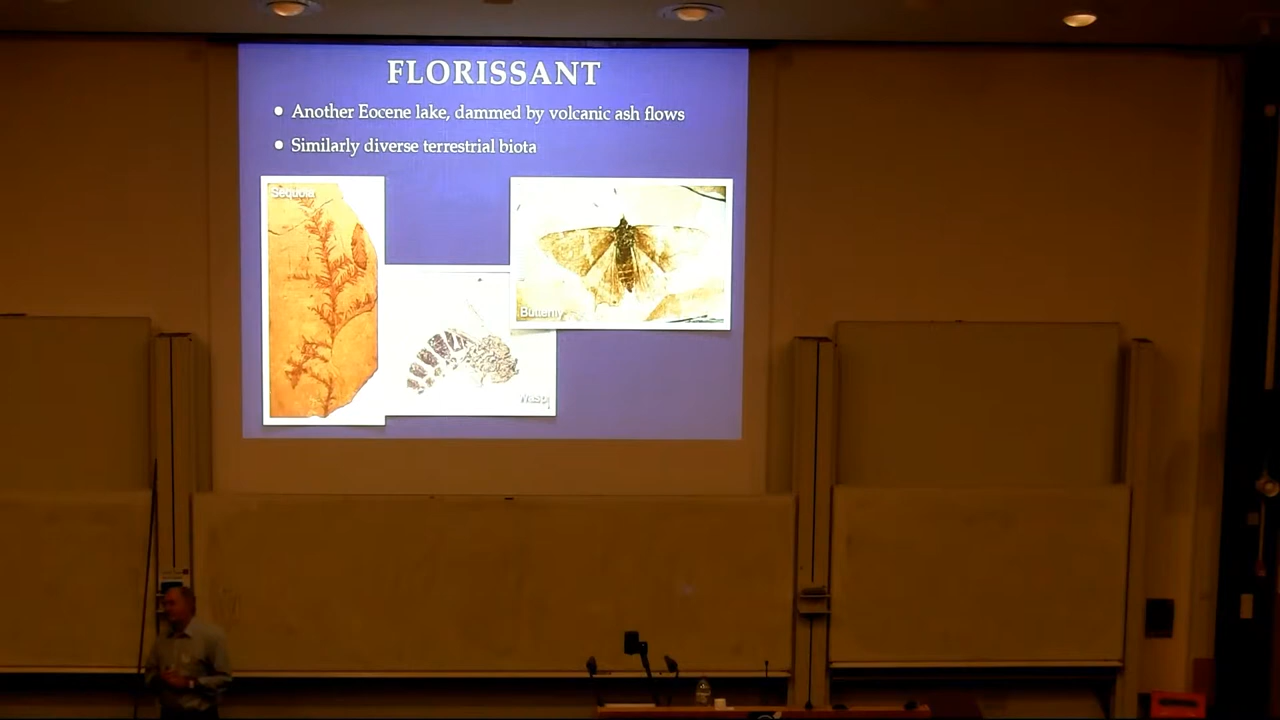 FLORISSANT
Another Eocene lake, dammed by volcanic ash flows
Similarly diverse terrestrial biota
Sequoia
Butterfly
Wasp